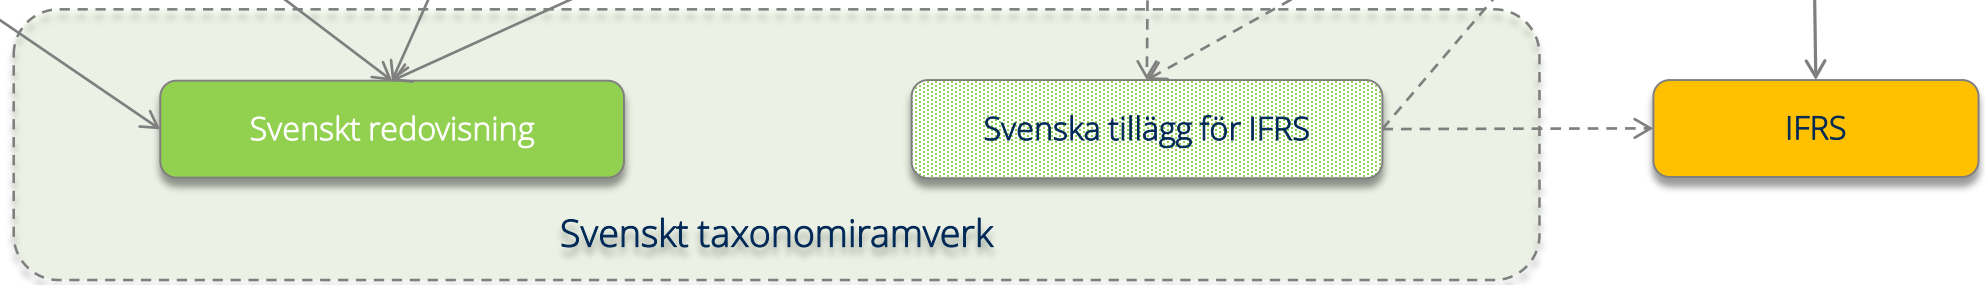 Svenskt redovisning
Svenska tillägg för IFRS
IFRS
Svenskt taxonomiramverk